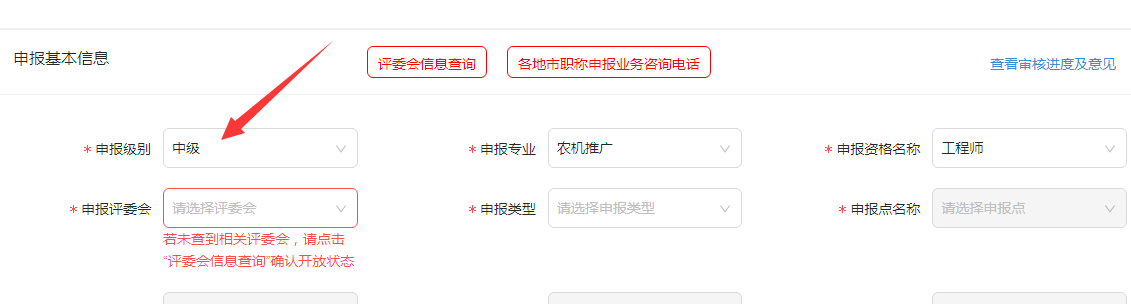 申报基本信息
评委会信息查询
各地市职称申报业务咨询电话
查看审核进度及意见
* 申报级别
中级
* 申报专业
农机推广
* 申报资格名称
工程师
* 申报评委会
请选择评委会
* 申报类型
请选择申报类型
* 申报点名称
请选择申报点
若未查到相关评委会，请点击
“评委会信息查询”确认开放状态